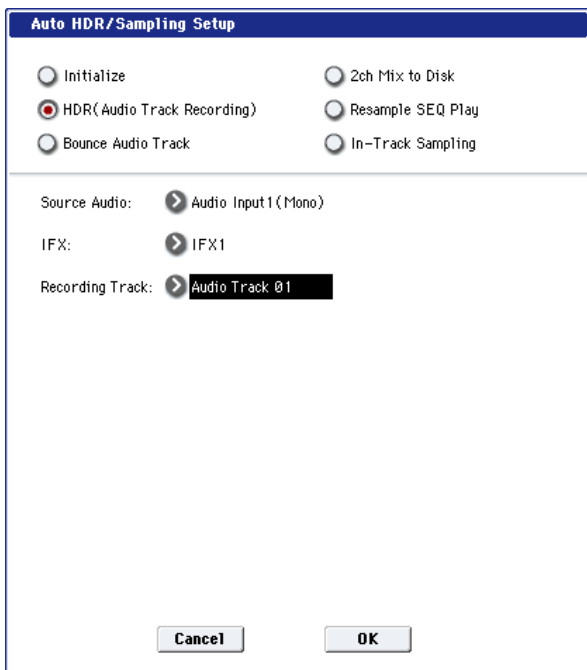 Auto HDR/Sampling Setup
Initialize
2ch Mix to Disk
HDR(Audio Track Recording)
Resample SEQ Play
Bounce Audio Track
In-Track Sampling
Source Audio: Audio Input1(Mono)
IFX: IFX1
Recording Track: Audio Track 01
Cancel OK